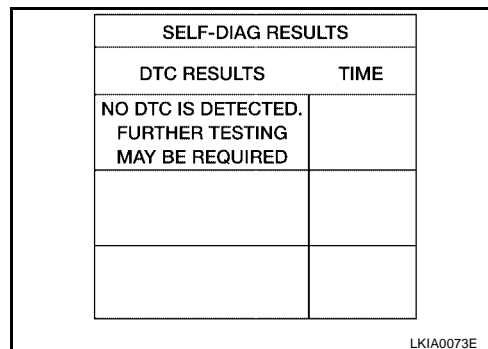 SELF-DIAG RESULTS
DTC RESULTS TIME
NO DTC IS DETECTED.
FURTHER TESTING
MAY BE REQUIRED
LKIA0073E